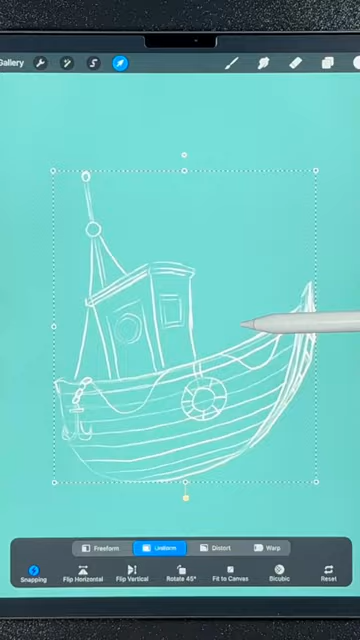 Gallery
Freeform Uniform Distort Warp
Snapping Flip Horizontal Flip Vertical Rotate 45° Fit to Canvas Bicubic Reset